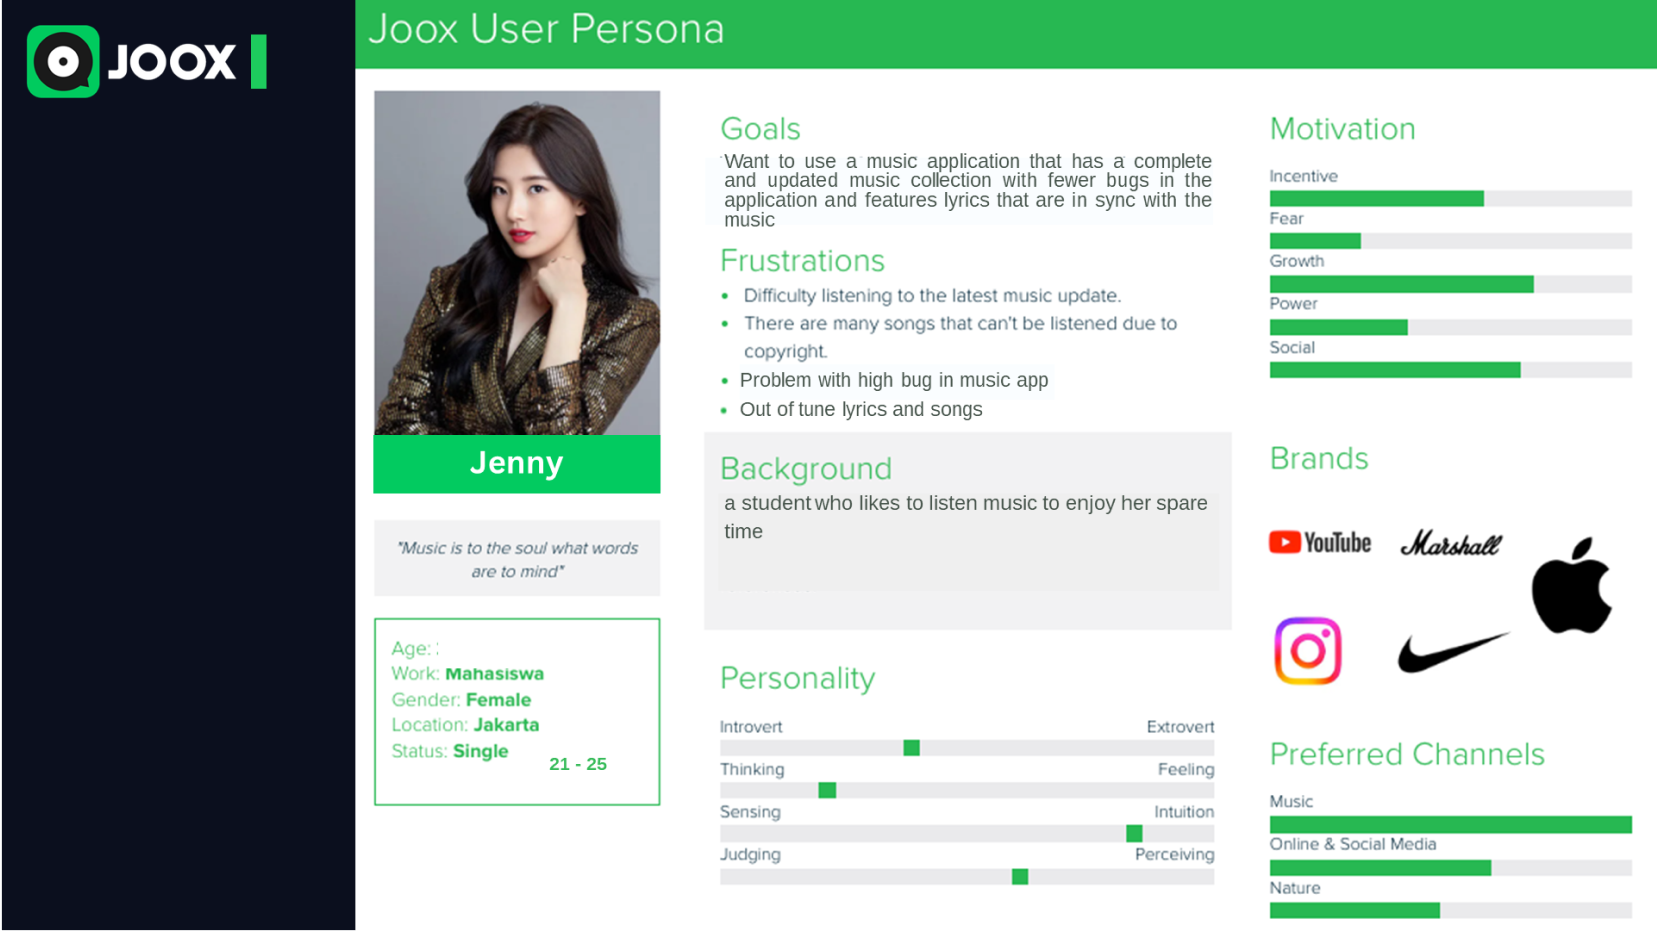 JOOX
Joox User Persona
Jenny
"Music is to the soul what words
are to mind"
Age:
Work: Mahasiswa
Gender: Female
Location: Jakarta
Status: Single
21 - 25
Goals
Want to use a music application that has a complete
and updated music collection with fewer bugs in the
application and features lyrics that are in sync with the
music
Frustrations
• Difficulty listening to the latest music update.
• There are many songs that can't be listened due to
copyright.
• Problem with high bug in music app
• Out of tune lyrics and songs
Background
a student who likes to listen music to enjoy her spare
time
Personality
Introvert Extrovert
Thinking Feeling
Sensing Intuition
Judging Perceiving
Motivation
Incentive
Fear
Growth
Power
Social
Brands
YouTube
Marshall
Preferred Channels
Music
Online & Social Media
Nature